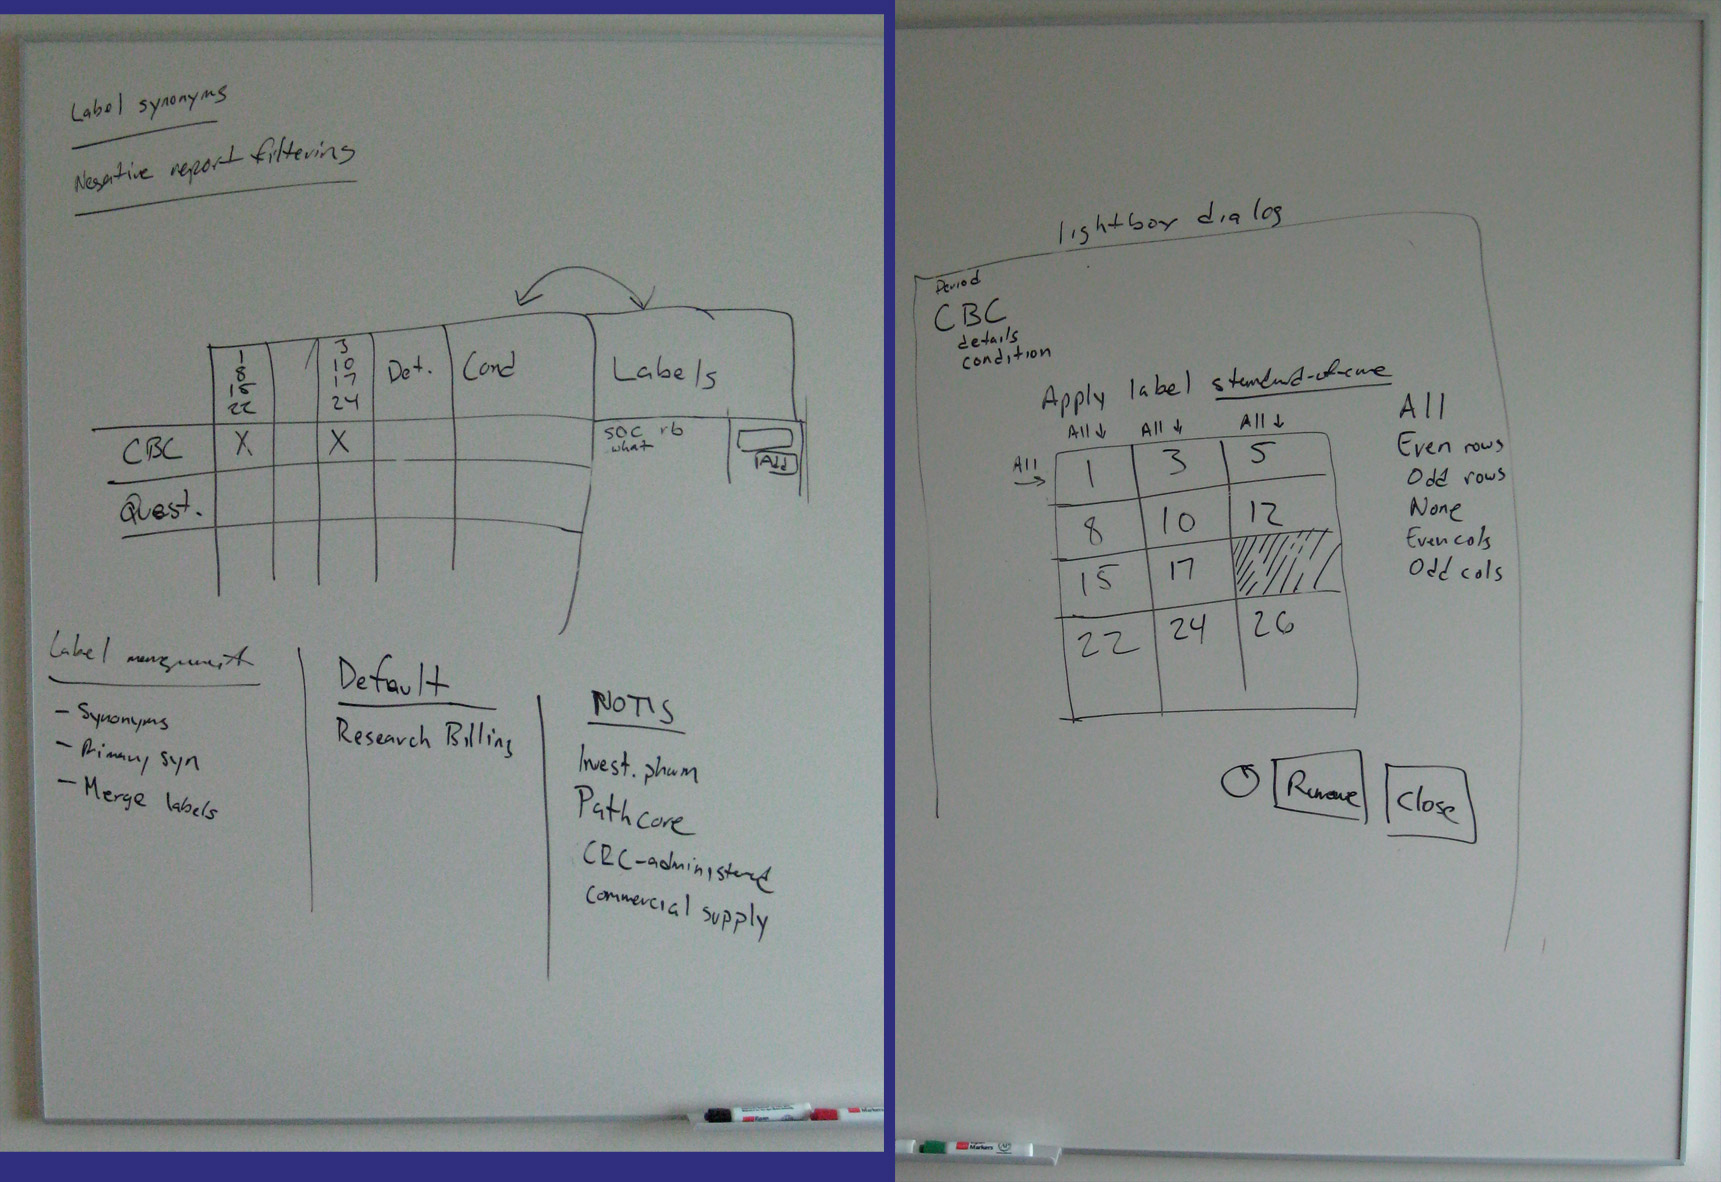 Label synonyms
Negative report filtering
1
8
15
22
3
10
17
24
Det.
Cond
Labels
CBC
X
X
SOC rb
what
Add
Quest.
Label management
- Synonyms
- Primary syn
- Merge labels
Default
Research Billing
NOTIS
Invest. pharm
Path core
CRC-administered
Commercial supply
lightbox dialog
Period
CBC
details
condition
Apply label standard-of-care
All ↓ All ↓ All ↓
All →
1 3 5
8 10 12
15 17
22 24 26
All
Even rows
Odd rows
None
Even cols
Odd cols
Remove
Close